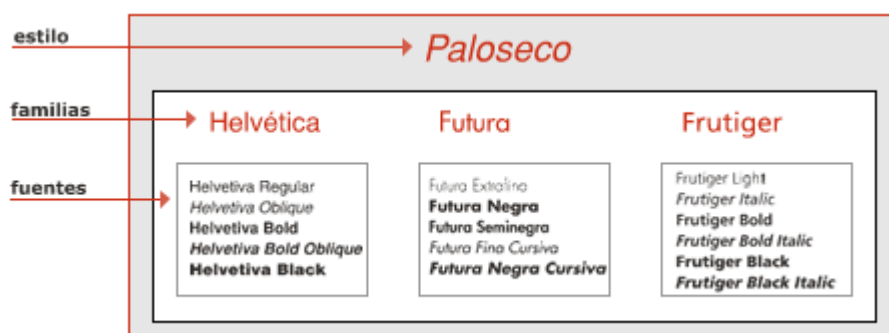 estilo
Paloseco
familias
Helvética
Futura
Frutiger
fuentes
Helvetiva Regular
Helvetiva Oblique
Helvetiva Bold
Helvetiva Bold Oblique
Helvetiva Black
Futura Extralina
Futura Negra
Futura Seminegra
Futura Fina Cursiva
Futura Negra Cursiva
Frutiger Light
Frutiger Italic
Frutiger Bold
Frutiger Bold Italic
Frutiger Black
Frutiger Black Italic